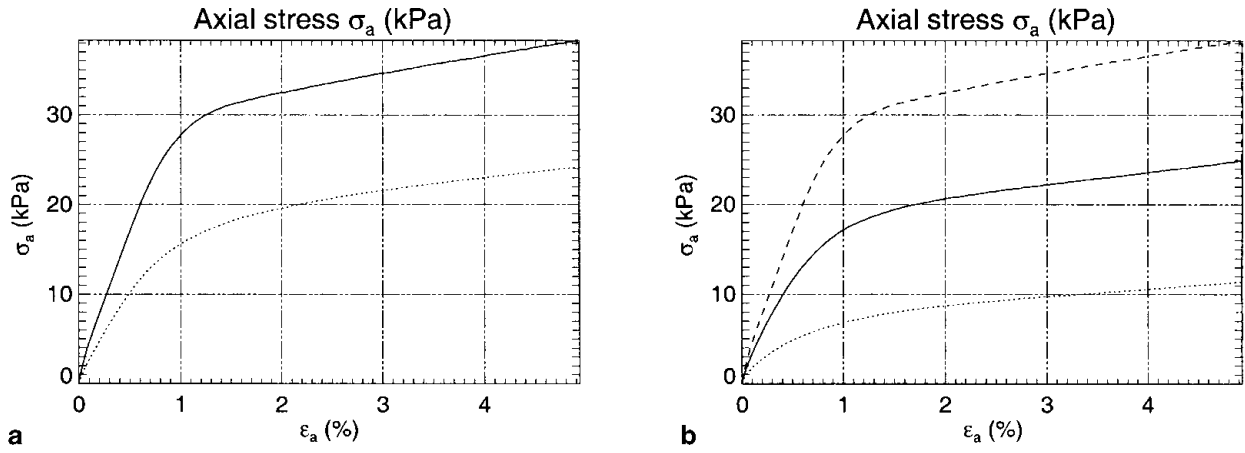 Axial stress σₐ (kPa)
30
20
10
0
σₐ (kPa)
0 1 2 3 4
εₐ (%)
a
Axial stress σₐ (kPa)
30
20
10
0
σₐ (kPa)
0 1 2 3 4
εₐ (%)
b